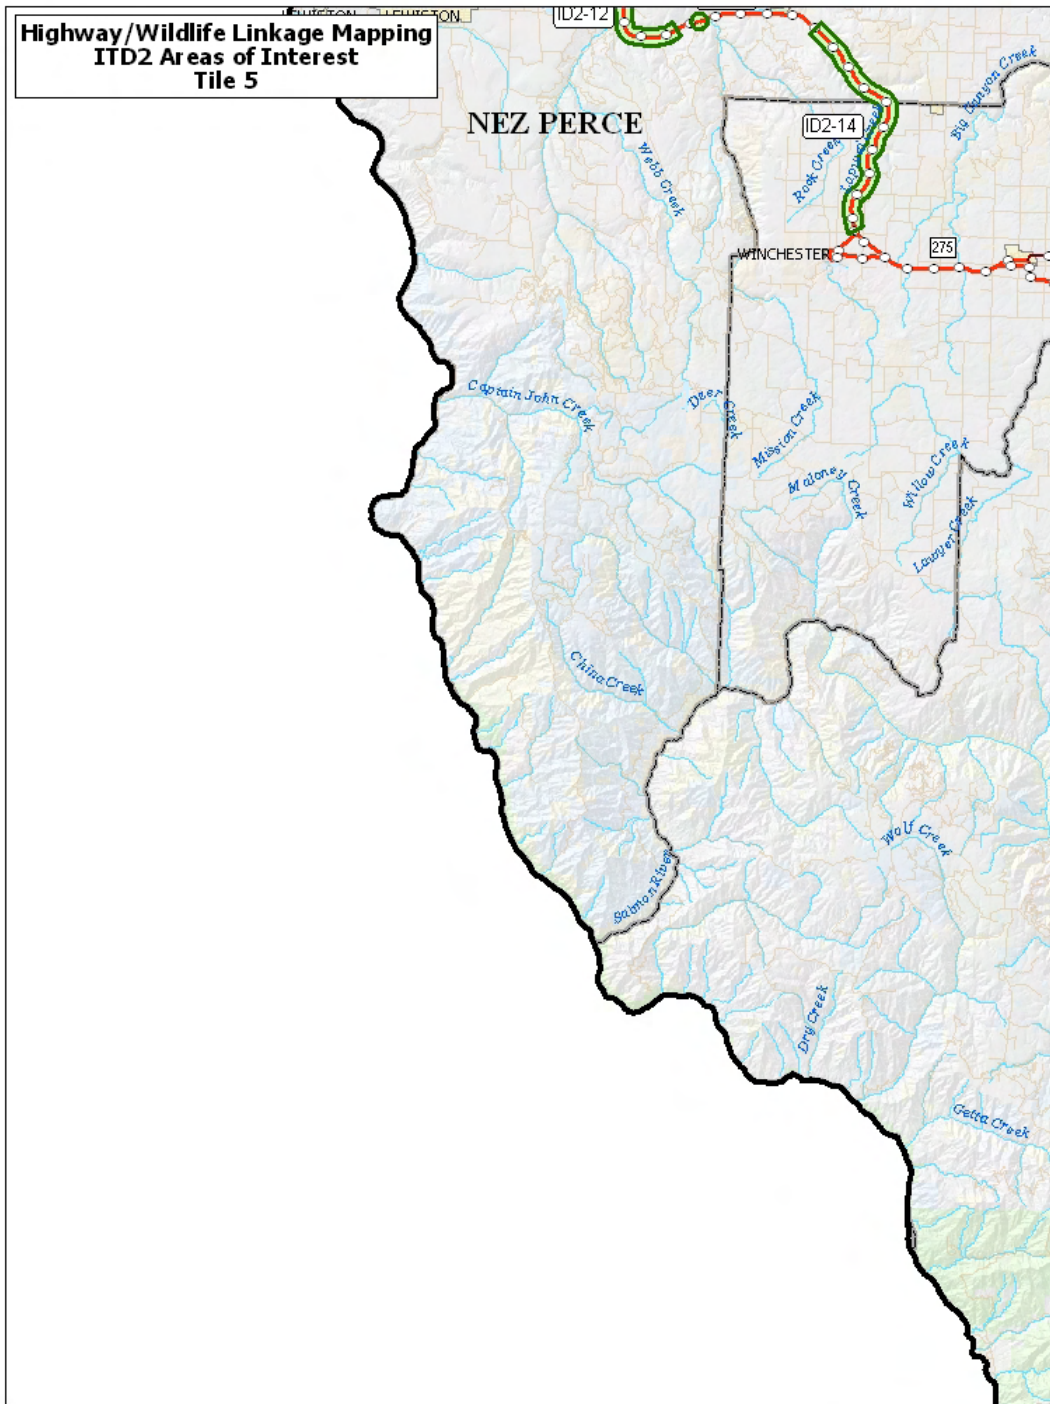 LEWISTON LEWISTON
Highway/Wildlife Linkage Mapping
ITD2 Areas of Interest
Tile 5
ID2-12
NEZ PERCE
ID2-14
Big Canyon Creek
Webb Creek
Rock Creek
WINCHESTER
275
Captain John Creek
Deer Creek
Mission Creek
Maloney Creek
Willow Creek
Lawyer Creek
China Creek
Wolf Creek
Salmon River
Dry Creek
Getta Creek